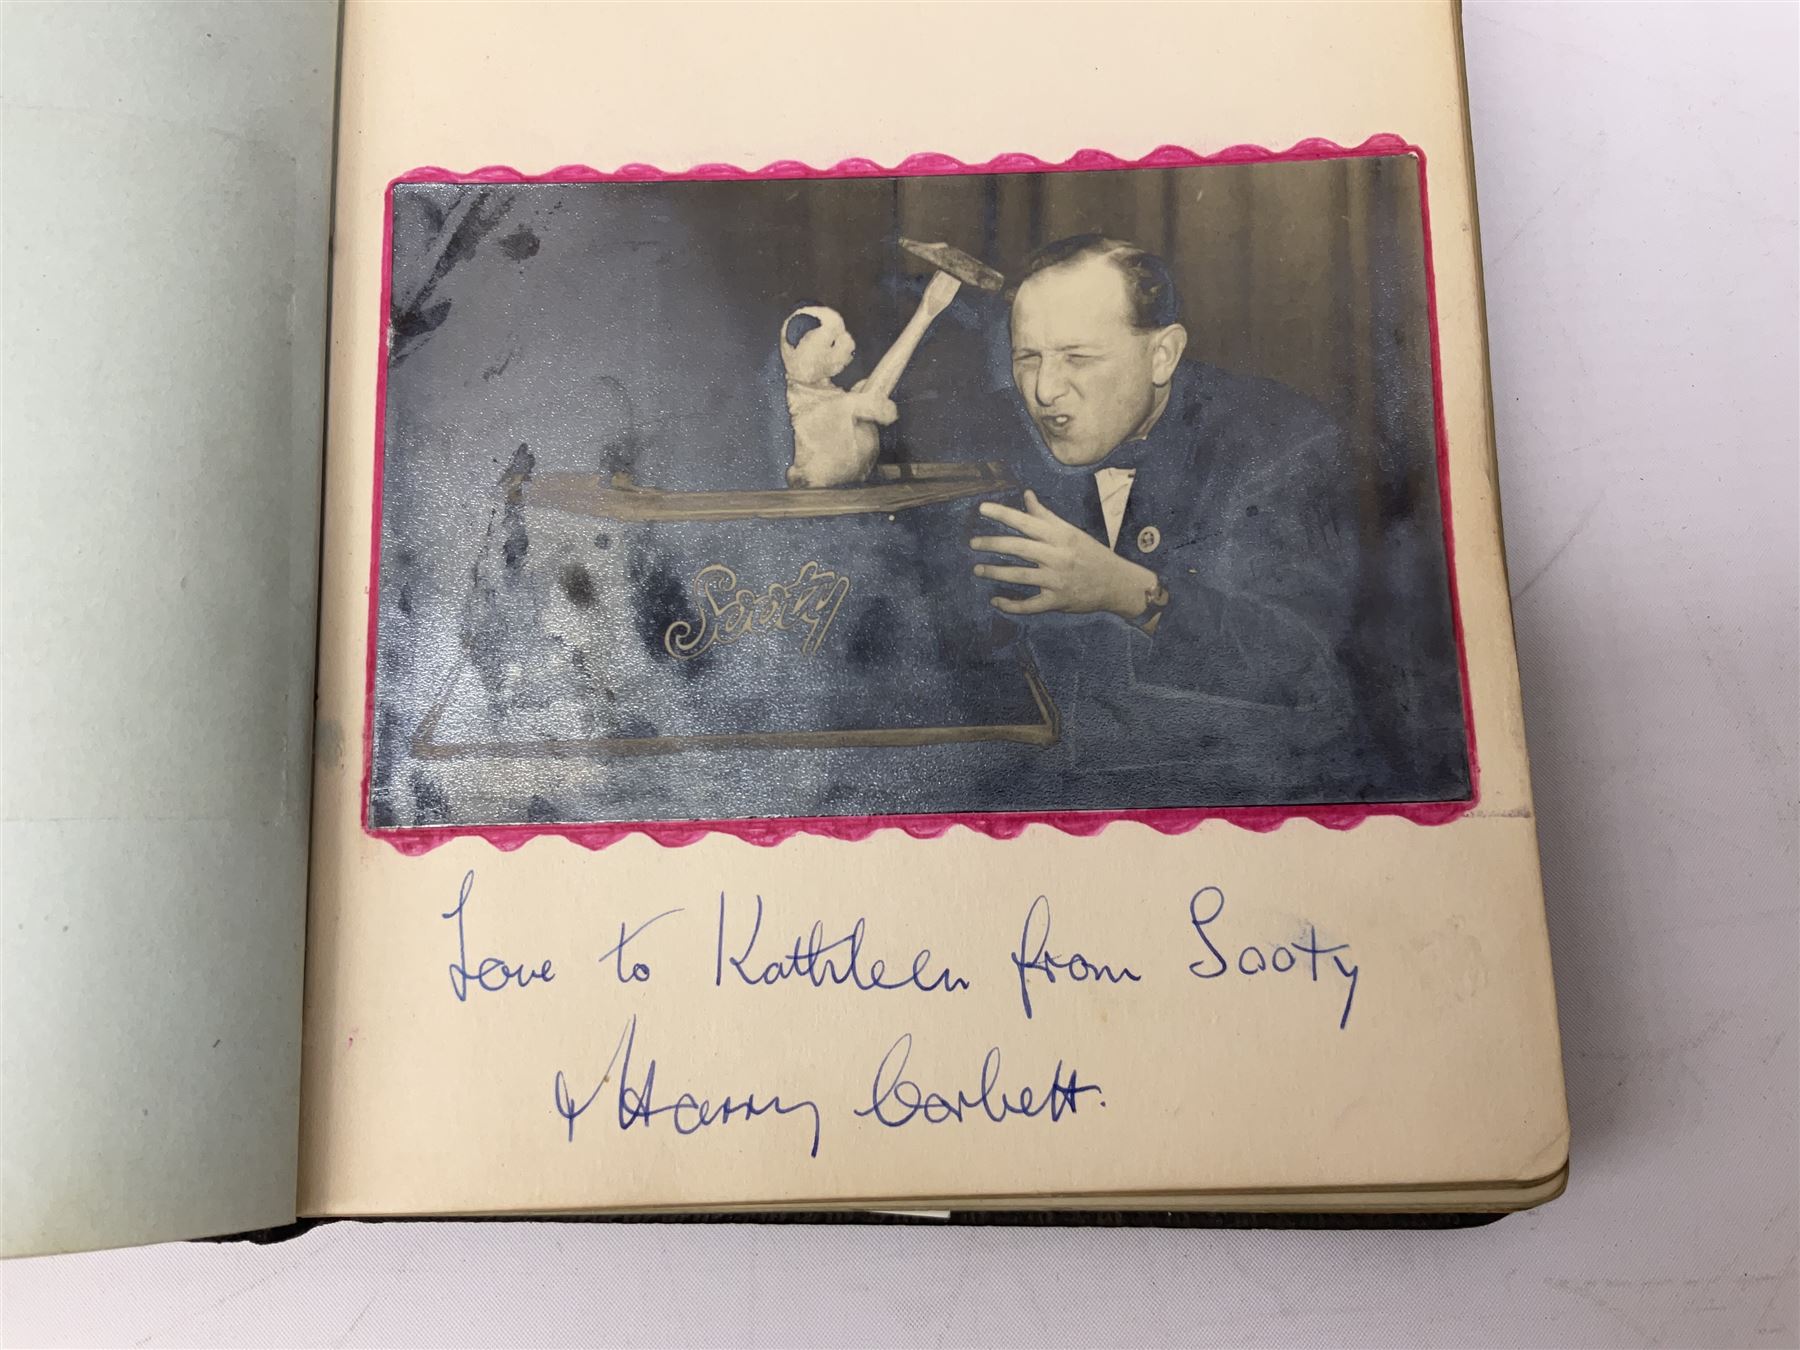 Sooty
Love to Kathleen from Sooty
& Harry Corbett.